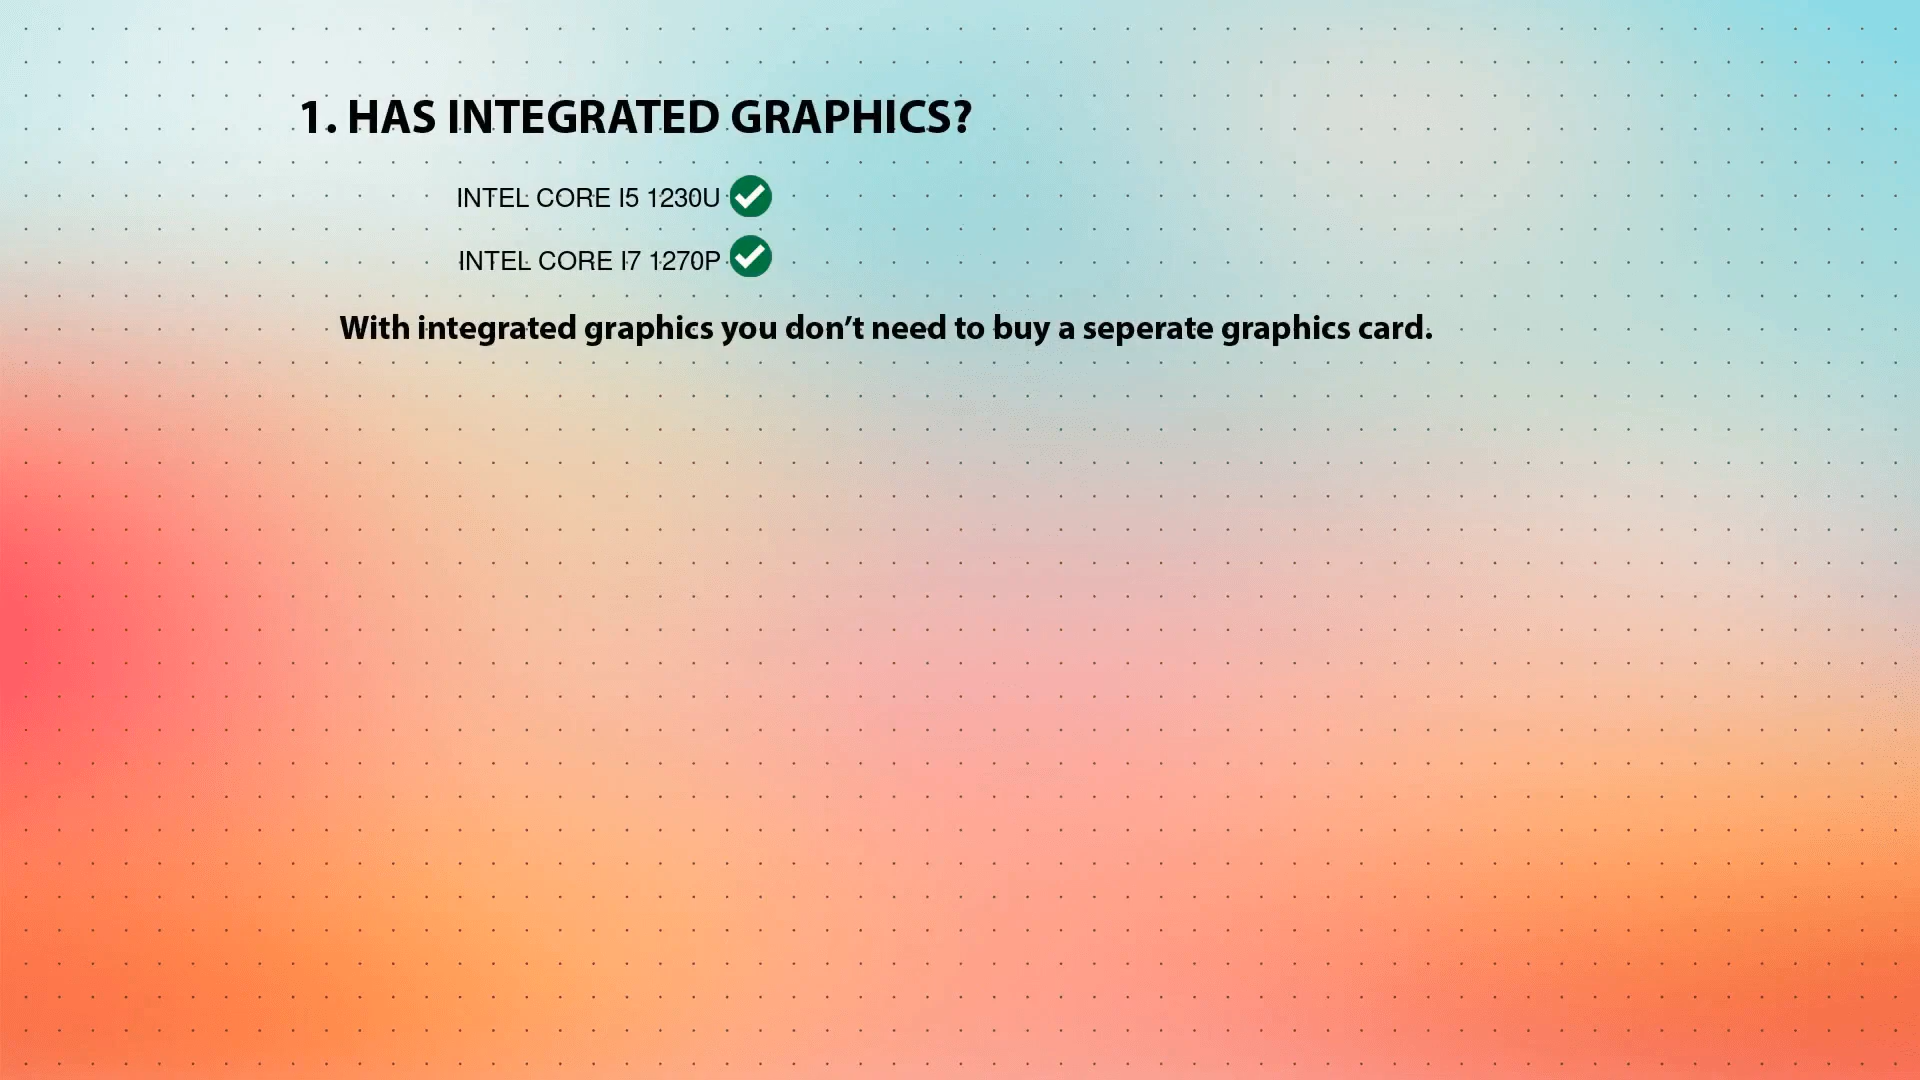 1. HAS INTEGRATED GRAPHICS?
INTEL CORE I5 1230U
INTEL CORE I7 1270P
With integrated graphics you don’t need to buy a seperate graphics card.